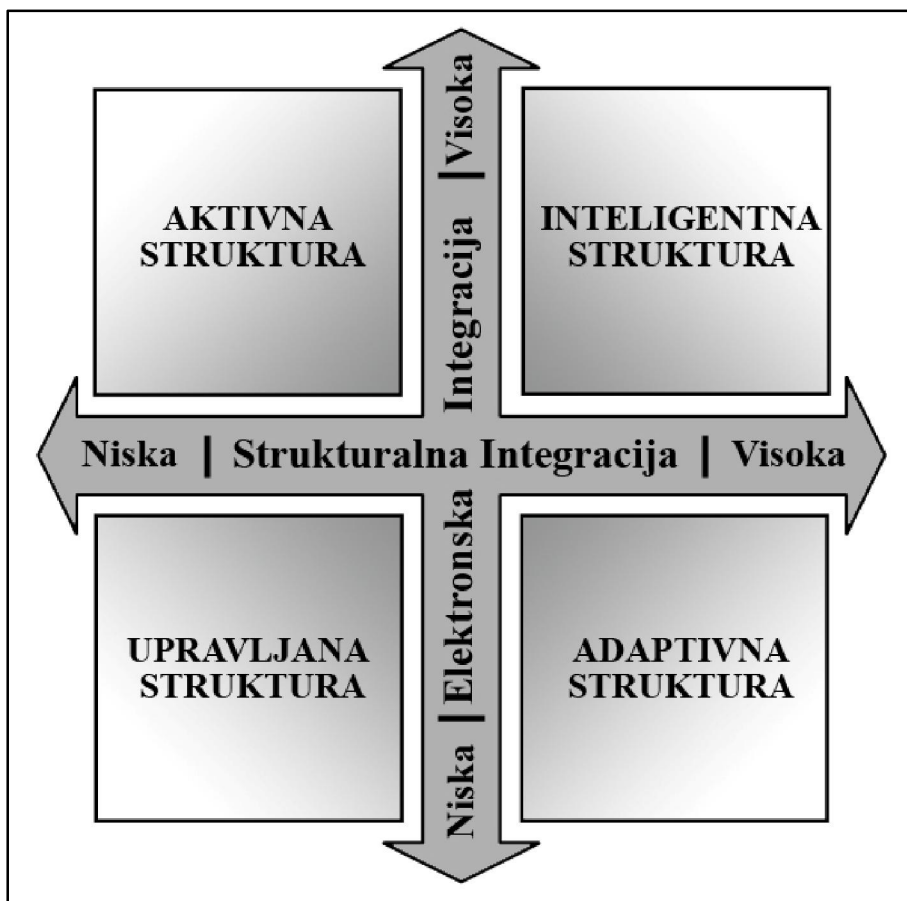 AKTIVNA
STRUKTURA
INTELIGENTNA
STRUKTURA
Niska | Strukturalna Integracija | Visoka
Niska | Elektronska Integracija | Visoka
UPRAVLJANA
STRUKTURA
ADAPTIVNA
STRUKTURA